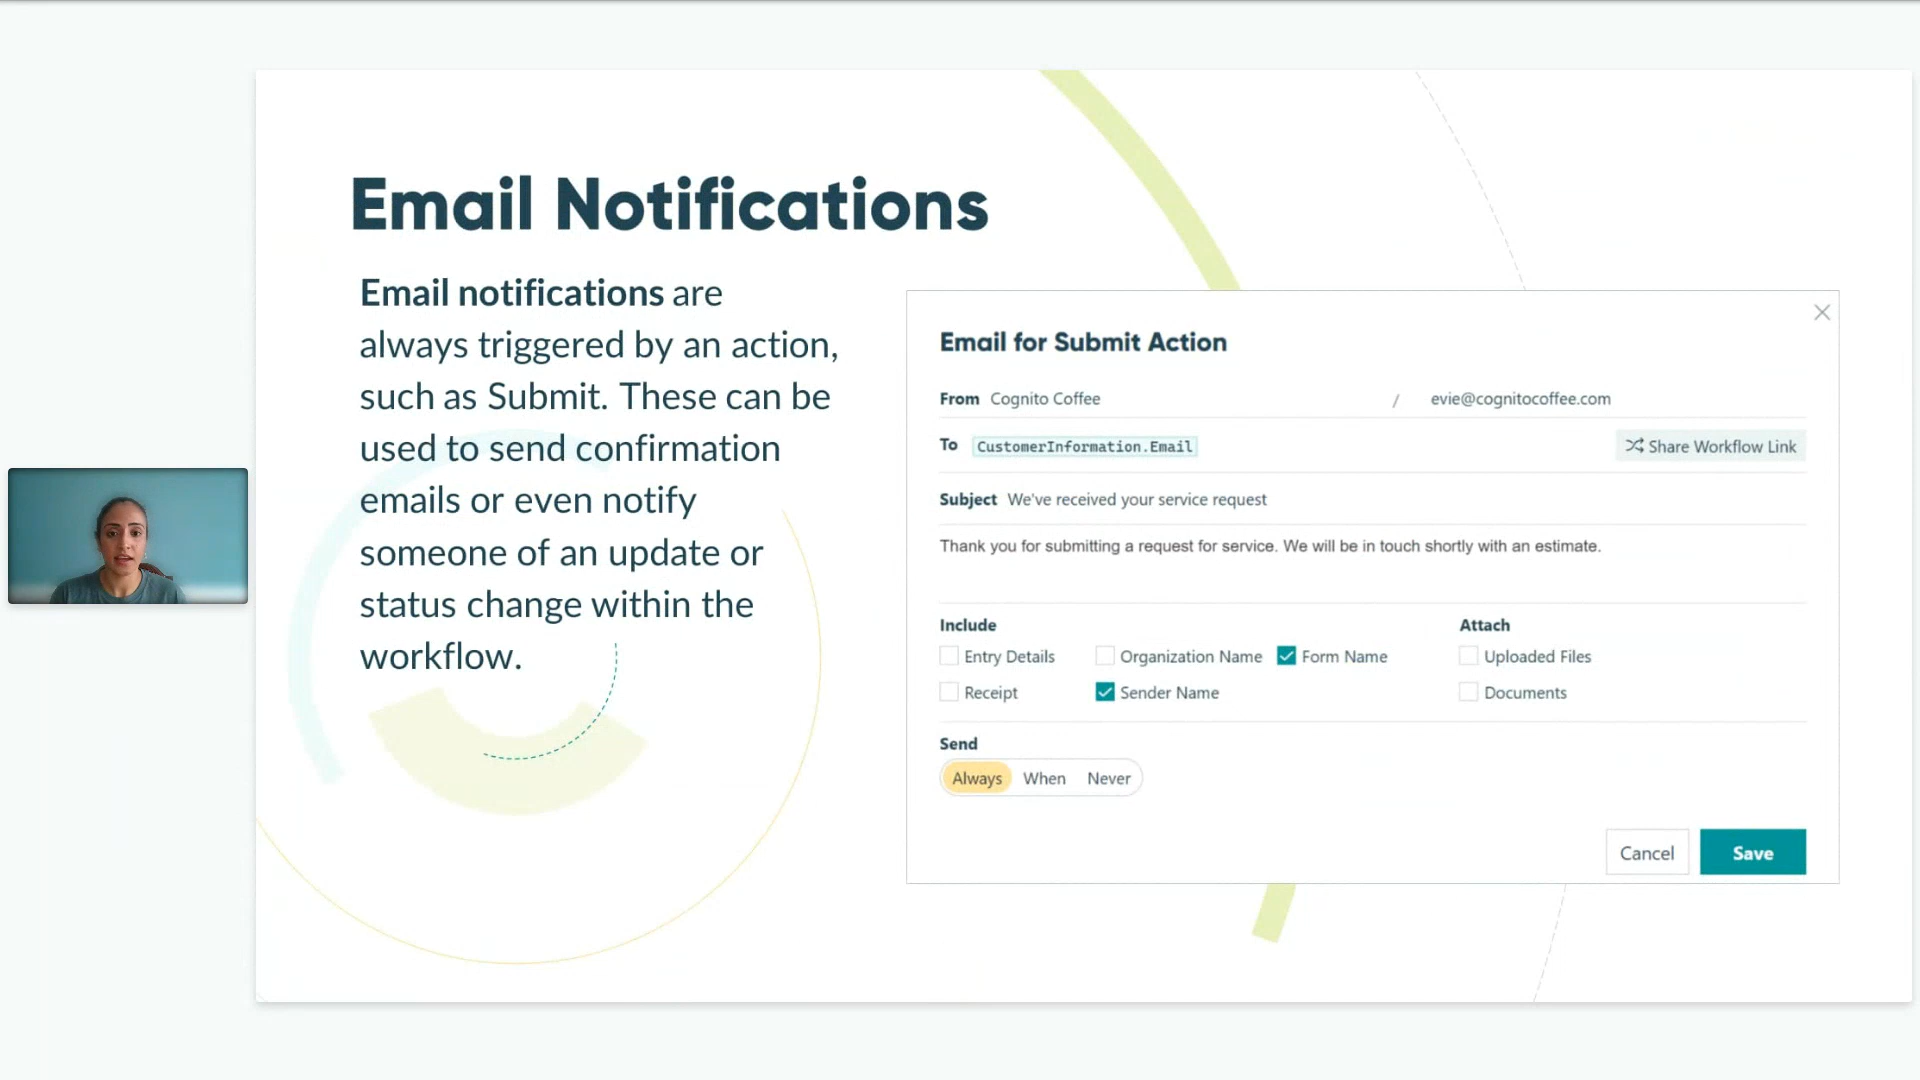 Email Notifications
Email notifications are
always triggered by an action,
such as Submit. These can be
used to send confirmation
emails or even notify
someone of an update or
status change within the
workflow.
Email for Submit Action
From Cognito Coffee / evie@cognitocoffee.com
To CustomerInformation.Email Share Workflow Link
Subject We've received your service request
Thank you for submitting a request for service. We will be in touch shortly with an estimate.
Include Attach
Entry Details Organization Name Form Name Uploaded Files
Receipt Sender Name Documents
Send
Always When Never
Cancel Save